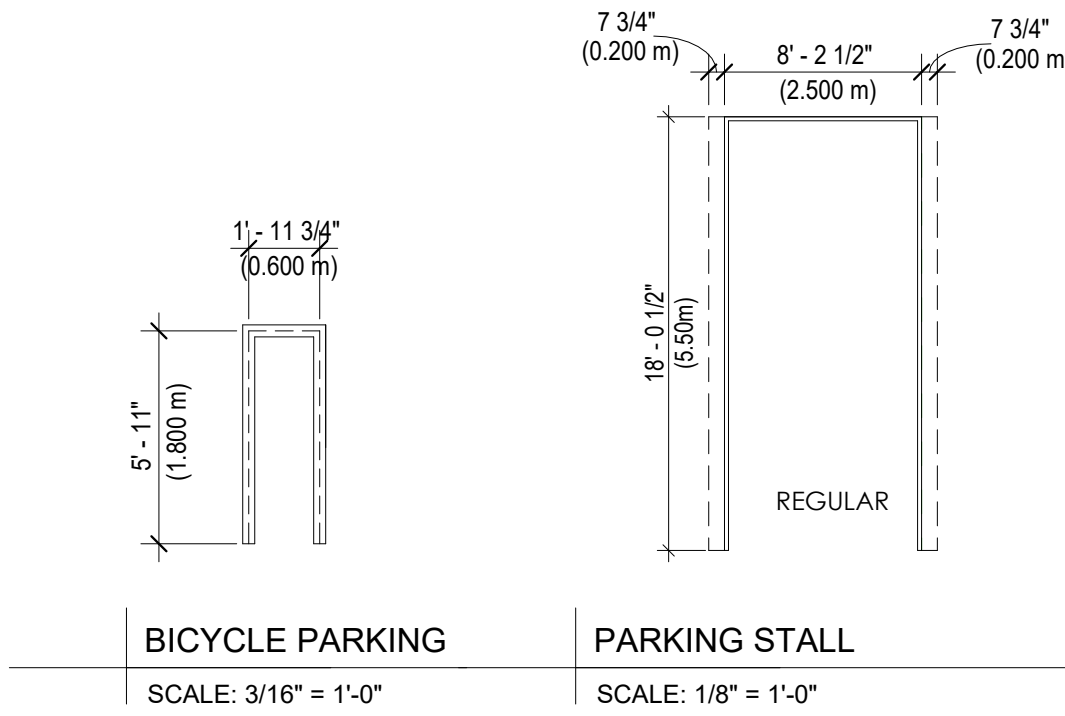 7 3/4"
(0.200 m)
8' - 2 1/2"
(2.500 m)
7 3/4"
(0.200 m
1' - 11 3/4"
(0.600 m)
5' - 11"
(1.800 m)
18' - 0 1/2"
(5.50m)
REGULAR
BICYCLE PARKING
SCALE: 3/16" = 1'-0"
PARKING STALL
SCALE: 1/8" = 1'-0"